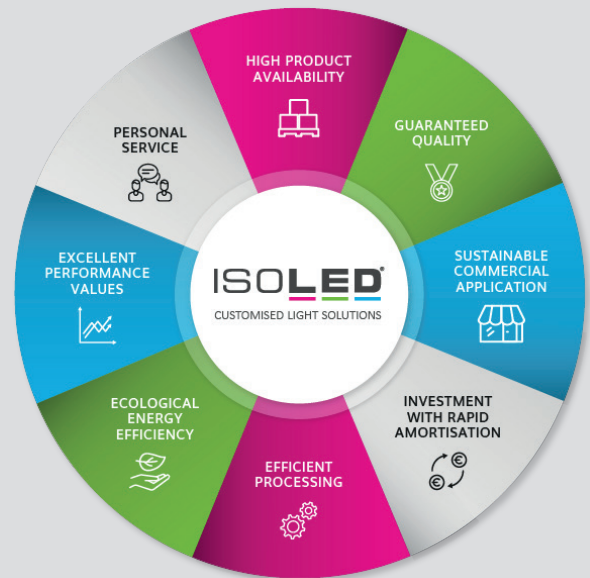 HIGH PRODUCT
AVAILABILITY
GUARANTEED
QUALITY
SUSTAINABLE
COMMERCIAL
APPLICATION
INVESTMENT
WITH RAPID
AMORTISATION
EFFICIENT
PROCESSING
ECOLOGICAL
ENERGY
EFFICIENCY
EXCELLENT
PERFORMANCE
VALUES
PERSONAL
SERVICE
ISOLED®
CUSTOMISED LIGHT SOLUTIONS